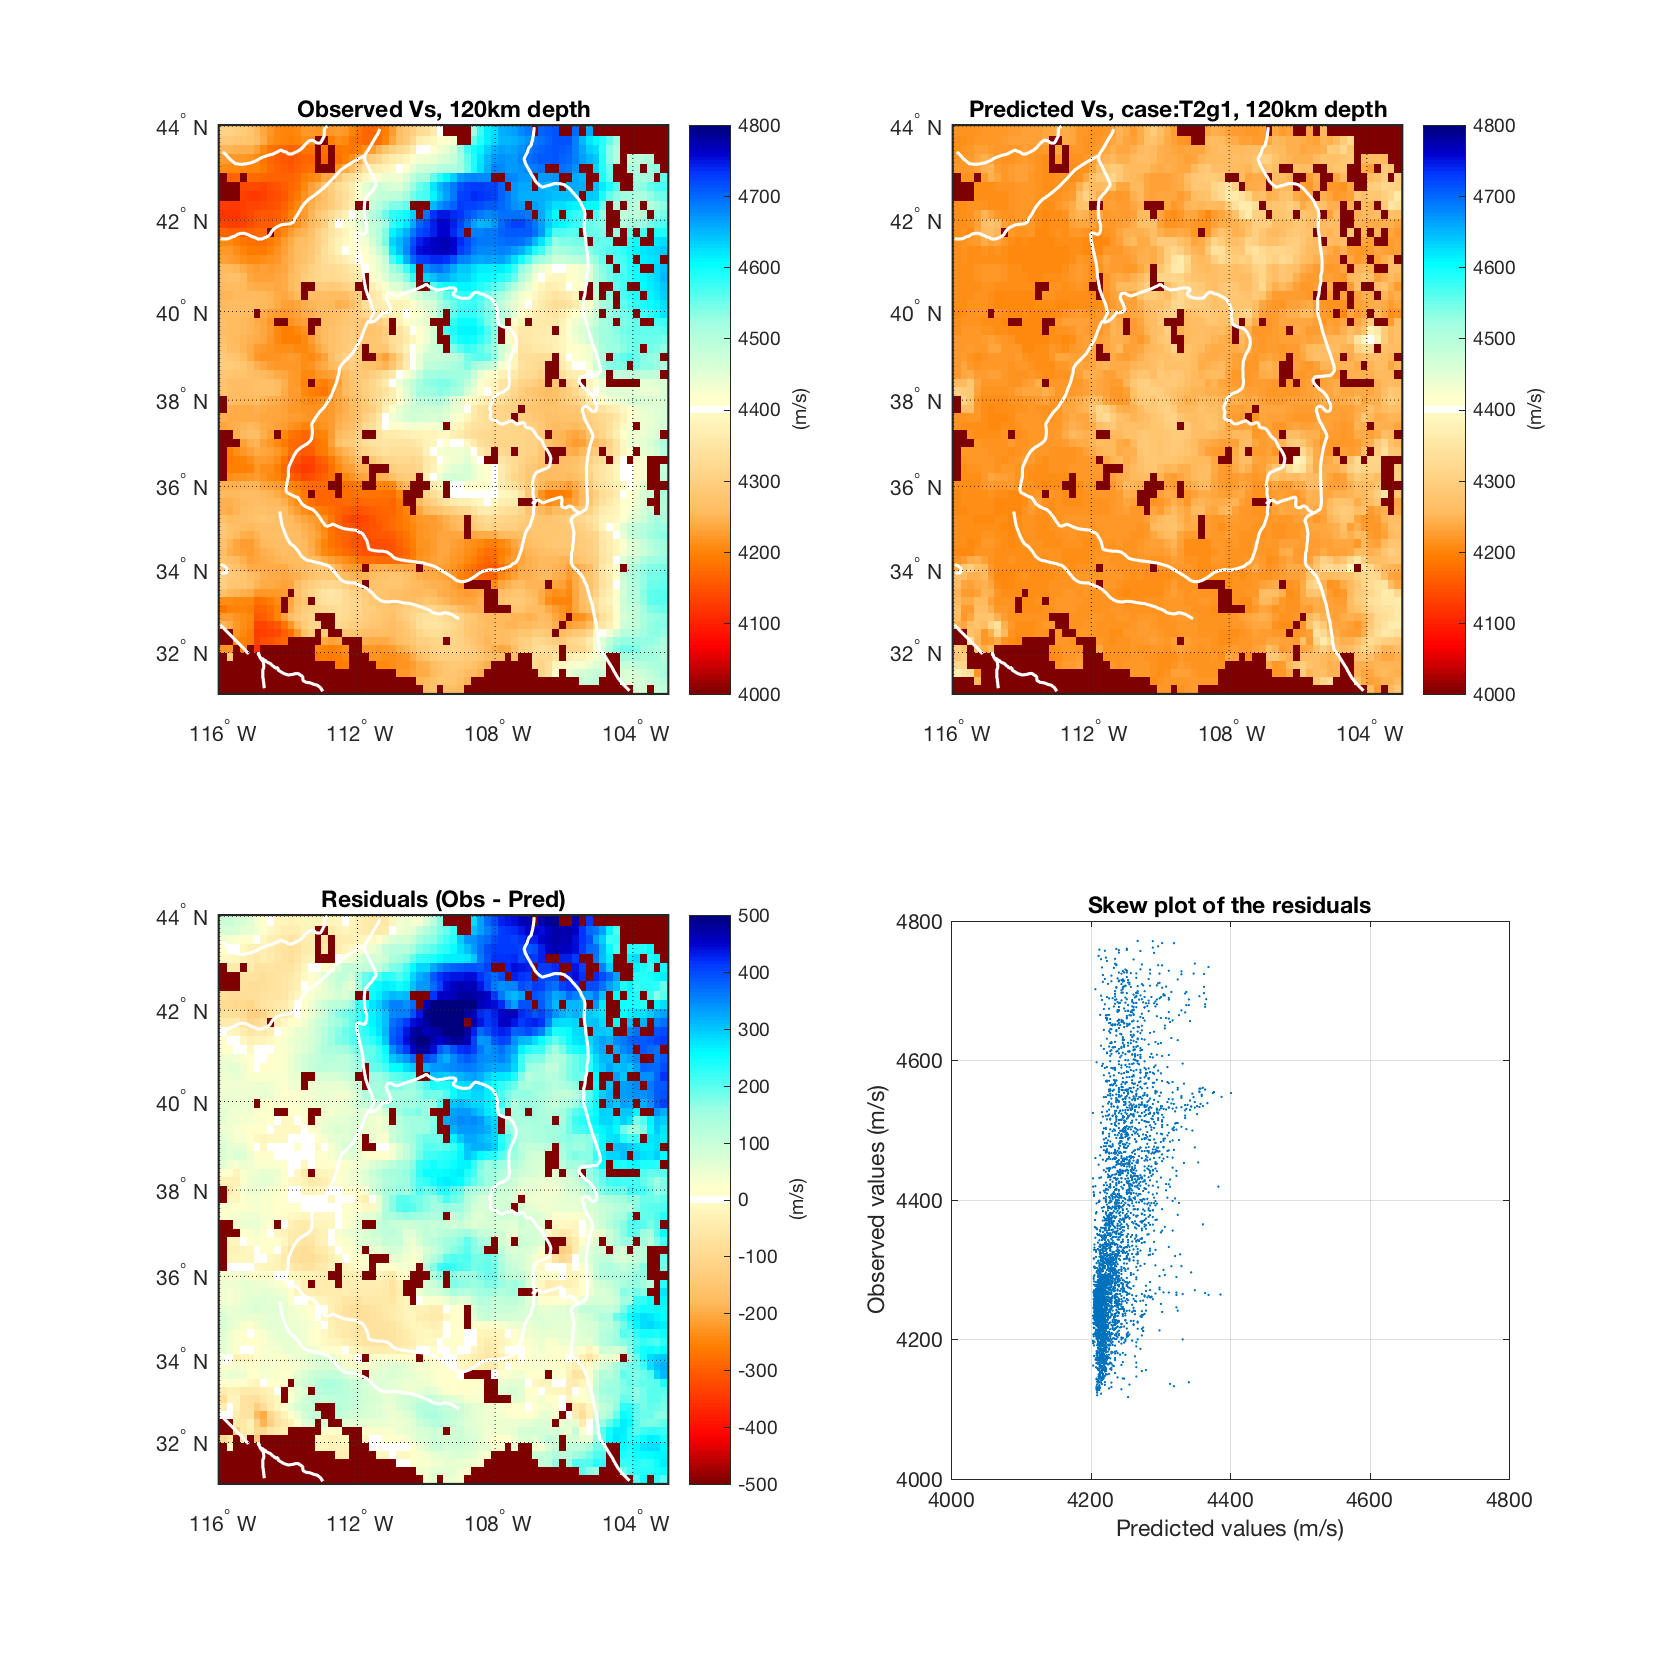 Observed Vs, 120km depth
44° N
42° N
40° N
38° N
36° N
34° N
32° N
116° W
112° W
108° W
104° W
4800
4700
4600
4500
4400
4300
4200
4100
4000
(m/s)
Predicted Vs, case:T2g1, 120km depth
44° N
42° N
40° N
38° N
36° N
34° N
32° N
116° W
112° W
108° W
104° W
4800
4700
4600
4500
4400
4300
4200
4100
4000
(m/s)
Residuals (Obs - Pred)
44° N
42° N
40° N
38° N
36° N
34° N
32° N
116° W
112° W
108° W
104° W
500
400
300
200
100
0
-100
-200
-300
-400
-500
(m/s)
Skew plot of the residuals
4800
4600
4400
4200
4000
Observed values (m/s)
4000
4200
4400
4600
4800
Predicted values (m/s)